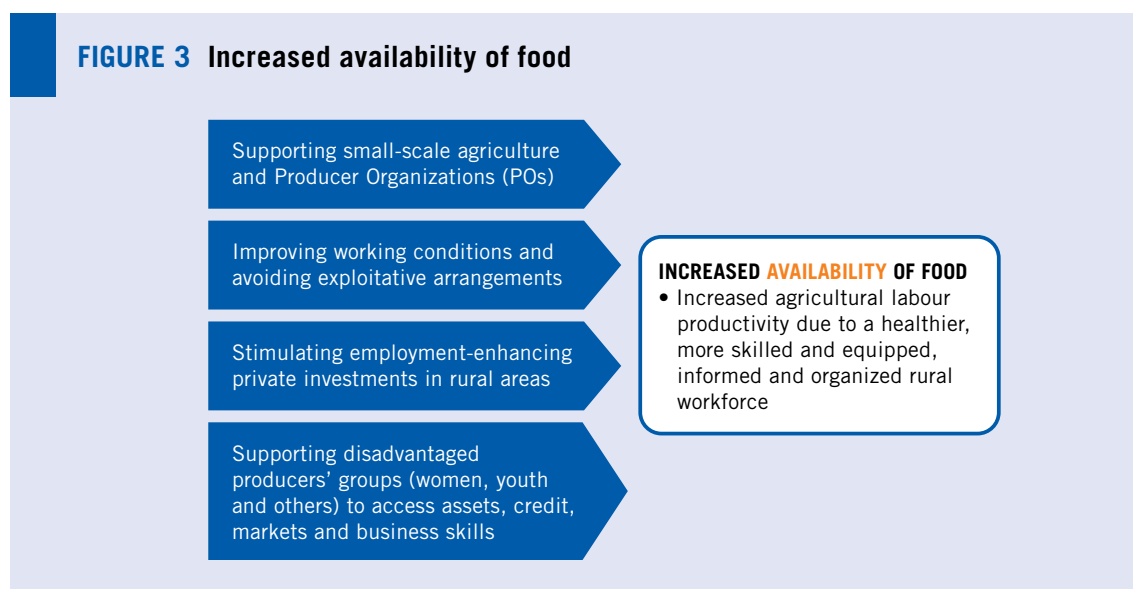 FIGURE 3 Increased availability of food
Supporting small-scale agriculture
and Producer Organizations (POs)
Improving working conditions and
avoiding exploitative arrangements
Stimulating employment-enhancing
private investments in rural areas
Supporting disadvantaged
producers’ groups (women, youth
and others) to access assets, credit,
markets and business skills
INCREASED AVAILABILITY OF FOOD
• Increased agricultural labour
productivity due to a healthier,
more skilled and equipped,
informed and organized rural
workforce